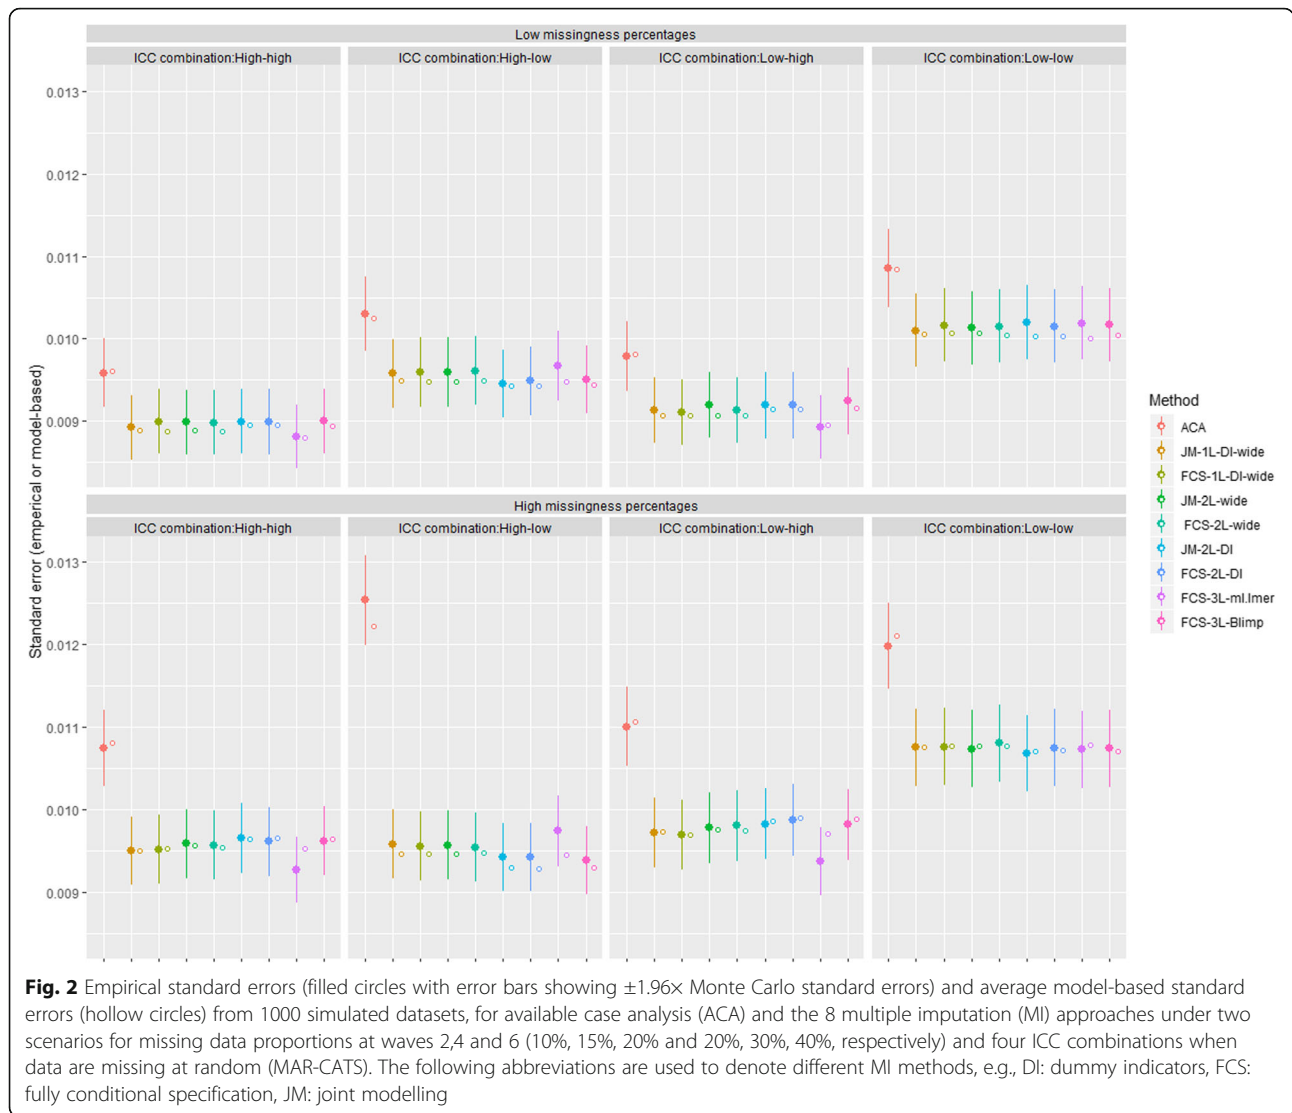 Low missingness percentages
ICC combination:High-high
ICC combination:High-low
ICC combination:Low-high
ICC combination:Low-low
0.013
0.012
0.011
0.010
0.009
High missingness percentages
ICC combination:High-high
ICC combination:High-low
ICC combination:Low-high
ICC combination:Low-low
0.013
0.012
0.011
0.010
0.009
Standard error (emperical or model-based)
Method
ACA
JM-1L-DI-wide
FCS-1L-DI-wide
JM-2L-wide
FCS-2L-wide
JM-2L-DI
FCS-2L-DI
FCS-3L-ml.lmer
FCS-3L-Blimp
Fig. 2 Empirical standard errors (filled circles with error bars showing ±1.96× Monte Carlo standard errors) and average model-based standard
errors (hollow circles) from 1000 simulated datasets, for available case analysis (ACA) and the 8 multiple imputation (MI) approaches under two
scenarios for missing data proportions at waves 2,4 and 6 (10%, 15%, 20% and 20%, 30%, 40%, respectively) and four ICC combinations when
data are missing at random (MAR-CATS). The following abbreviations are used to denote different MI methods, e.g., DI: dummy indicators, FCS:
fully conditional specification, JM: joint modelling